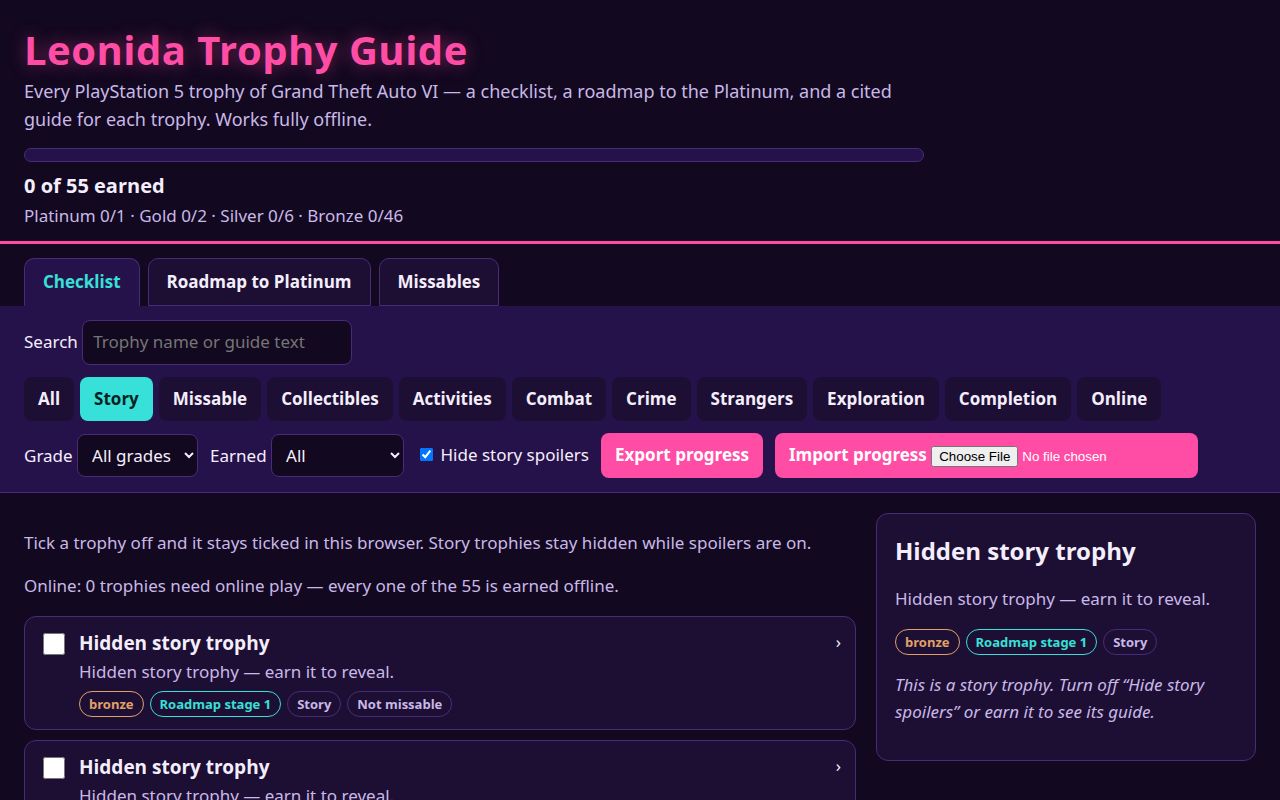 Leonida Trophy Guide
Every PlayStation 5 trophy of Grand Theft Auto VI — a checklist, a roadmap to the Platinum, and a cited
guide for each trophy. Works fully offline.
0 of 55 earned
Platinum 0/1 · Gold 0/2 · Silver 0/6 · Bronze 0/46
Checklist Roadmap to Platinum Missables
Search Trophy name or guide text
All Story Missable Collectibles Activities Combat Crime Strangers Exploration Completion Online
Grade All grades Earned All Hide story spoilers Export progress Import progress Choose File No file chosen
Tick a trophy off and it stays ticked in this browser. Story trophies stay hidden while spoilers are on.
Online: 0 trophies need online play — every one of the 55 is earned offline.
Hidden story trophy
Hidden story trophy — earn it to reveal.
bronze Roadmap stage 1 Story Not missable
Hidden story trophy
Hidden story trophy — earn it to reveal.
Hidden story trophy
Hidden story trophy — earn it to reveal.
bronze Roadmap stage 1 Story
This is a story trophy. Turn off “Hide story
spoilers” or earn it to see its guide.